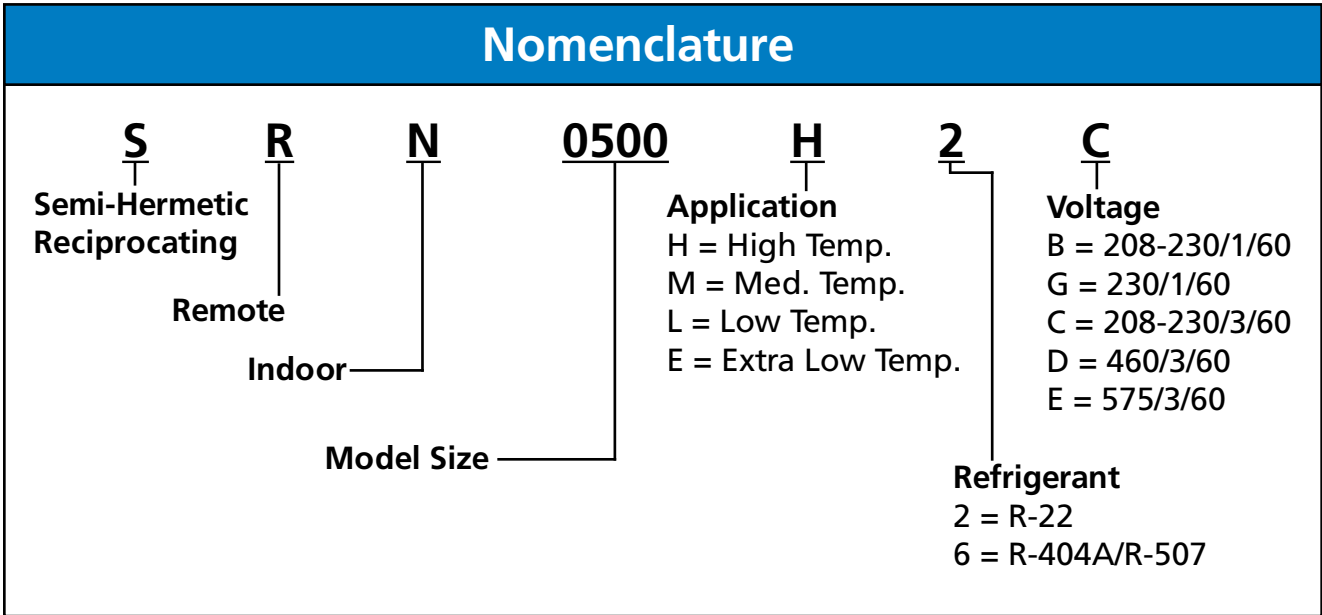 Nomenclature
S R N 0500 H 2 C
Semi-Hermetic
Reciprocating
Remote
Indoor
Model Size
Application
H = High Temp.
M = Med. Temp.
L = Low Temp.
E = Extra Low Temp.
Refrigerant
2 = R-22
6 = R-404A/R-507
Voltage
B = 208-230/1/60
G = 230/1/60
C = 208-230/3/60
D = 460/3/60
E = 575/3/60